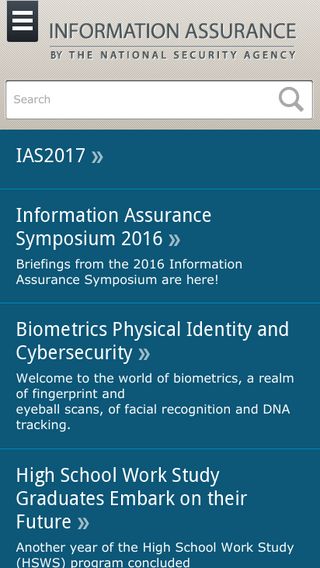 INFORMATION ASSURANCE
BY THE NATIONAL SECURITY AGENCY
Search
IAS2017 »
Information Assurance
Symposium 2016 »
Briefings from the 2016 Information
Assurance Symposium are here!
Biometrics Physical Identity and
Cybersecurity »
Welcome to the world of biometrics, a realm
of fingerprint and
eyeball scans, of facial recognition and DNA
tracking.
High School Work Study
Graduates Embark on their
Future »
Another year of the High School Work Study
(HSWS) program concluded